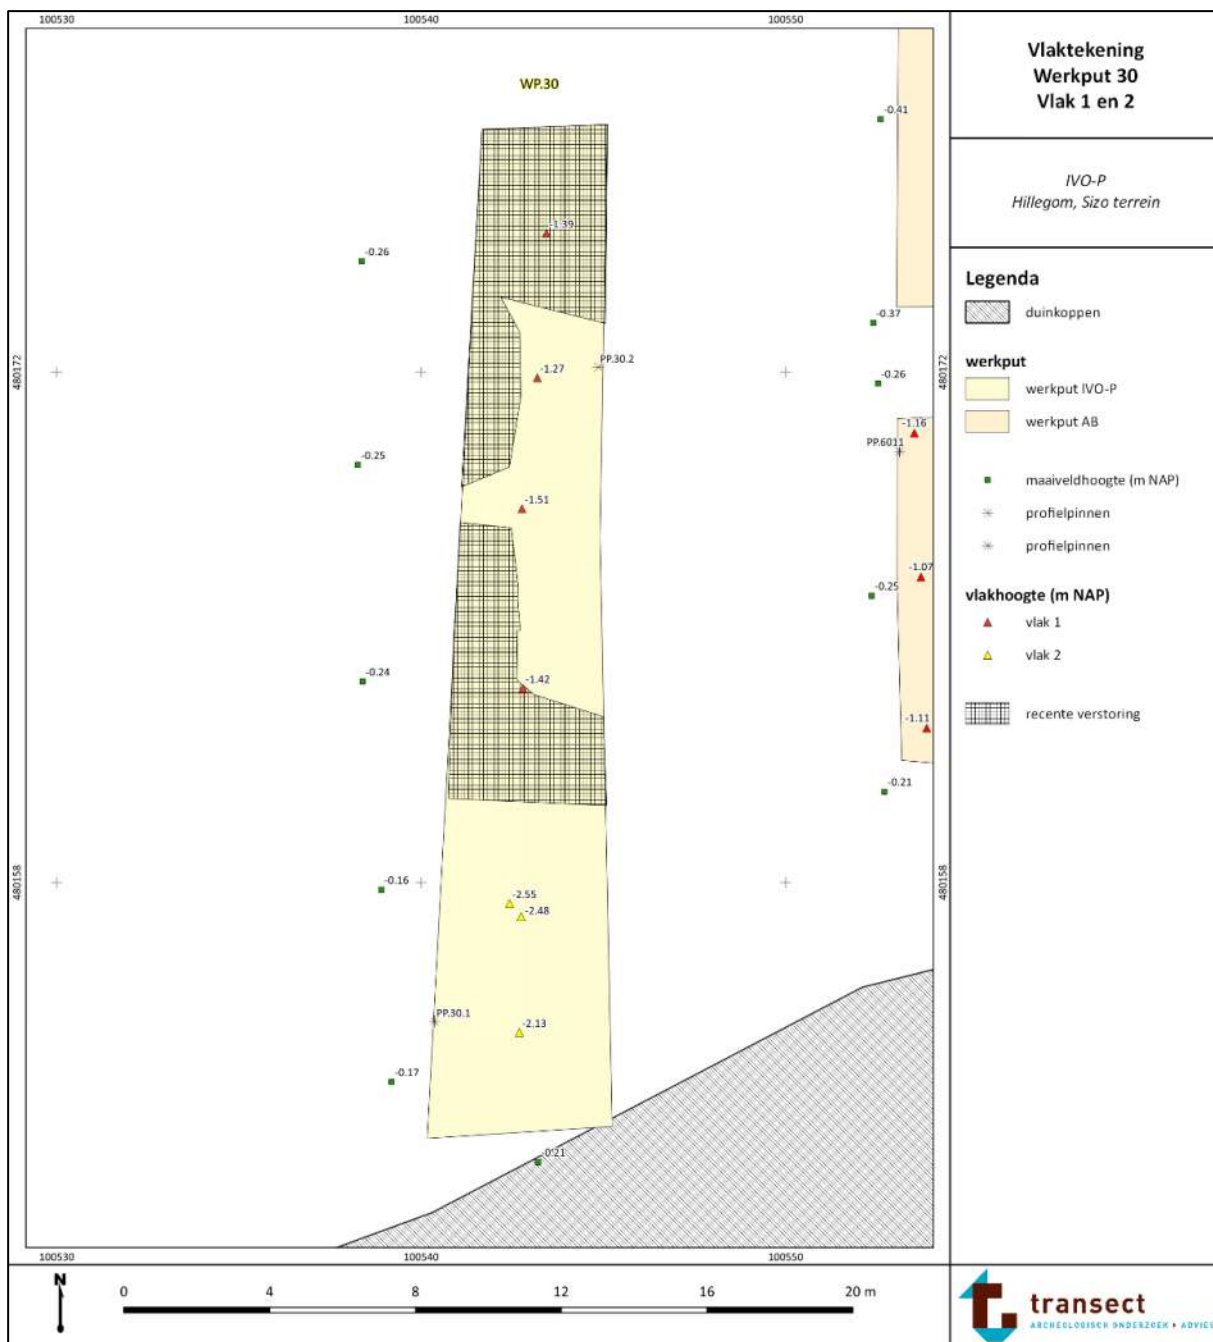 100530
100540
100550
WP.30
-0.41
-1.39
-0.26
-0.37
480172
PP.30.2
-1.27
-0.26
480172
-1.16
PP.6011
-0.25
-1.51
-1.07
-0.25
-0.24
-1.42
-1.11
-0.21
480158
-0.16
-2.55
-2.48
480158
PP.30.1
-2.13
-0.17
-0.21
100530
100540
100550
N
0
4
8
12
16
20 m
Vlaktekening
Werkput 30
Vlak 1 en 2
IVO-P
Hillegom, Sizo terrein
Legenda
duinkoppen
werkput
werkput IVO-P
werkput AB
maaiveldhoogte (m NAP)
profielpinnen
profielpinnen
vlakhoogte (m NAP)
vlak 1
vlak 2
recente verstoring
transect
ARCHEOLOGISCH ONDERZOEK & ADVIES